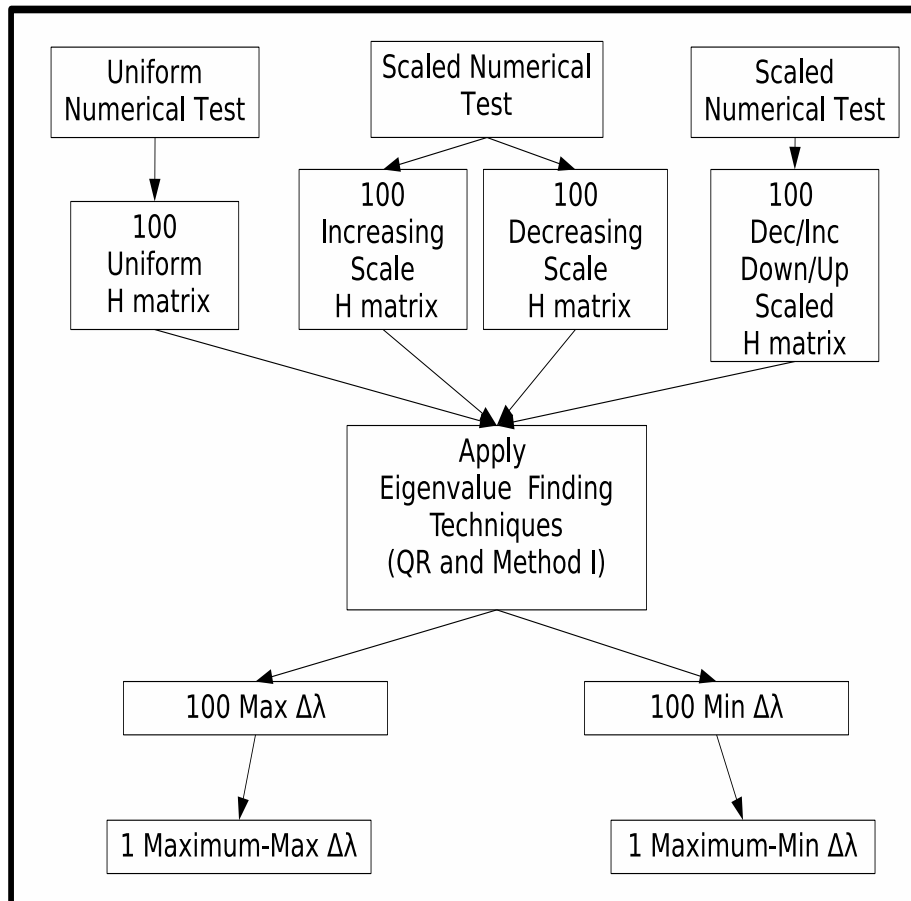 Uniform
Numerical Test
Scaled Numerical
Test
Scaled
Numerical Test
100
Uniform
H matrix
100
Increasing
Scale
H matrix
100
Decreasing
Scale
H matrix
100
Dec/Inc
Down/Up
Scaled
H matrix
Apply
Eigenvalue Finding
Techniques
(QR and Method I)
100 Max Δλ
100 Min Δλ
1 Maximum-Max Δλ
1 Maximum-Min Δλ